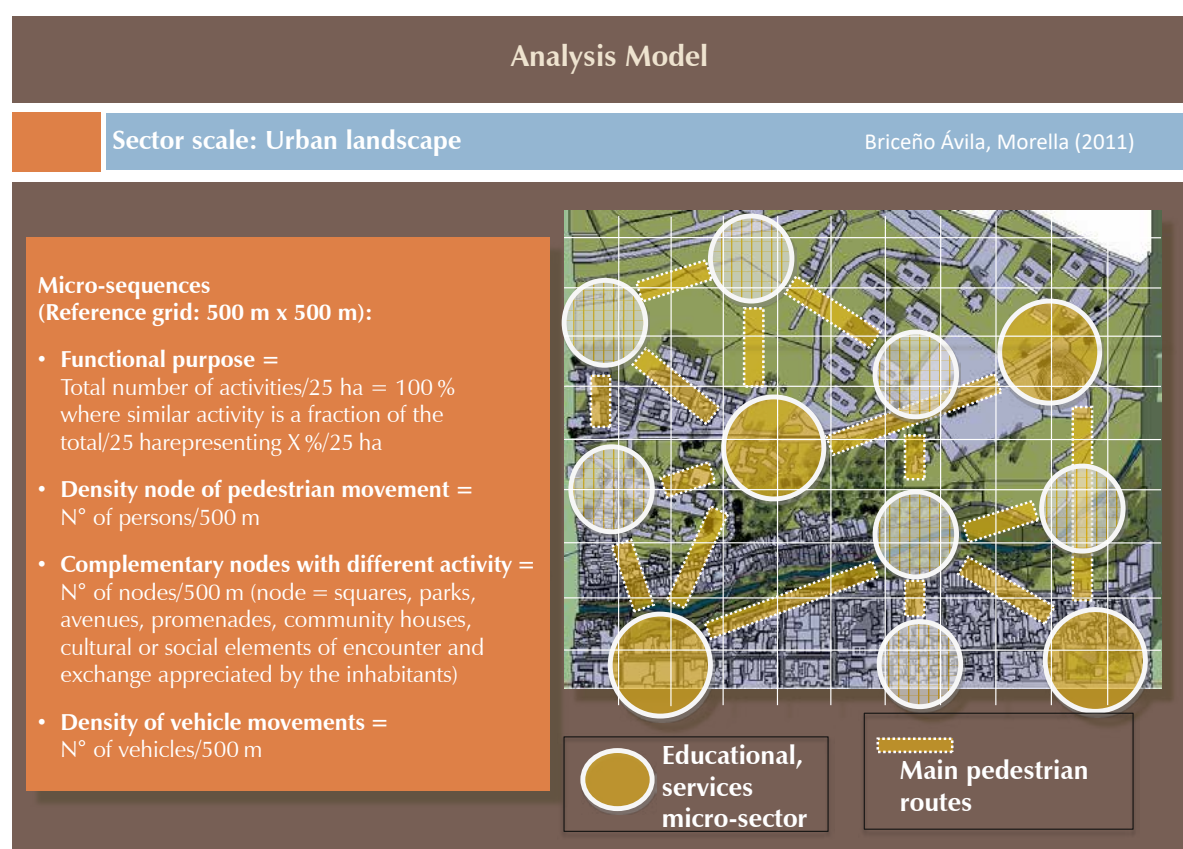 Analysis Model
Sector scale: Urban landscape
Briceño Ávila, Morella (2011)
Micro-sequences
(Reference grid: 500 m x 500 m):
• Functional purpose =
Total number of activities/25 ha = 100 %
where similar activity is a fraction of the
total/25 harepresenting X %/25 ha
• Density node of pedestrian movement =
N° of persons/500 m
• Complementary nodes with different activity =
N° of nodes/500 m (node = squares, parks,
avenues, promenades, community houses,
cultural or social elements of encounter and
exchange appreciated by the inhabitants)
• Density of vehicle movements =
N° of vehicles/500 m
Educational,
services
micro-sector
Main pedestrian
routes